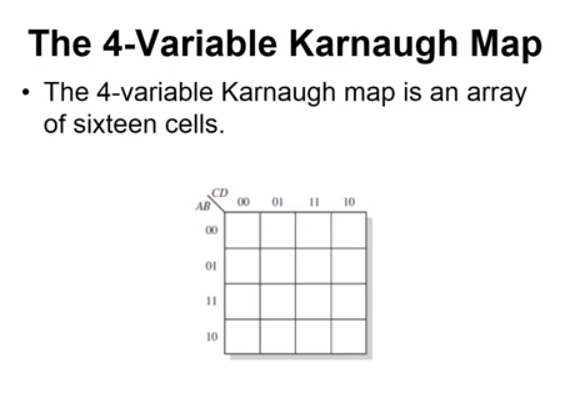 The 4-Variable Karnaugh Map
• The 4-variable Karnaugh map is an array
of sixteen cells.
CD
AB 00 01 11 10
00
01
11
10